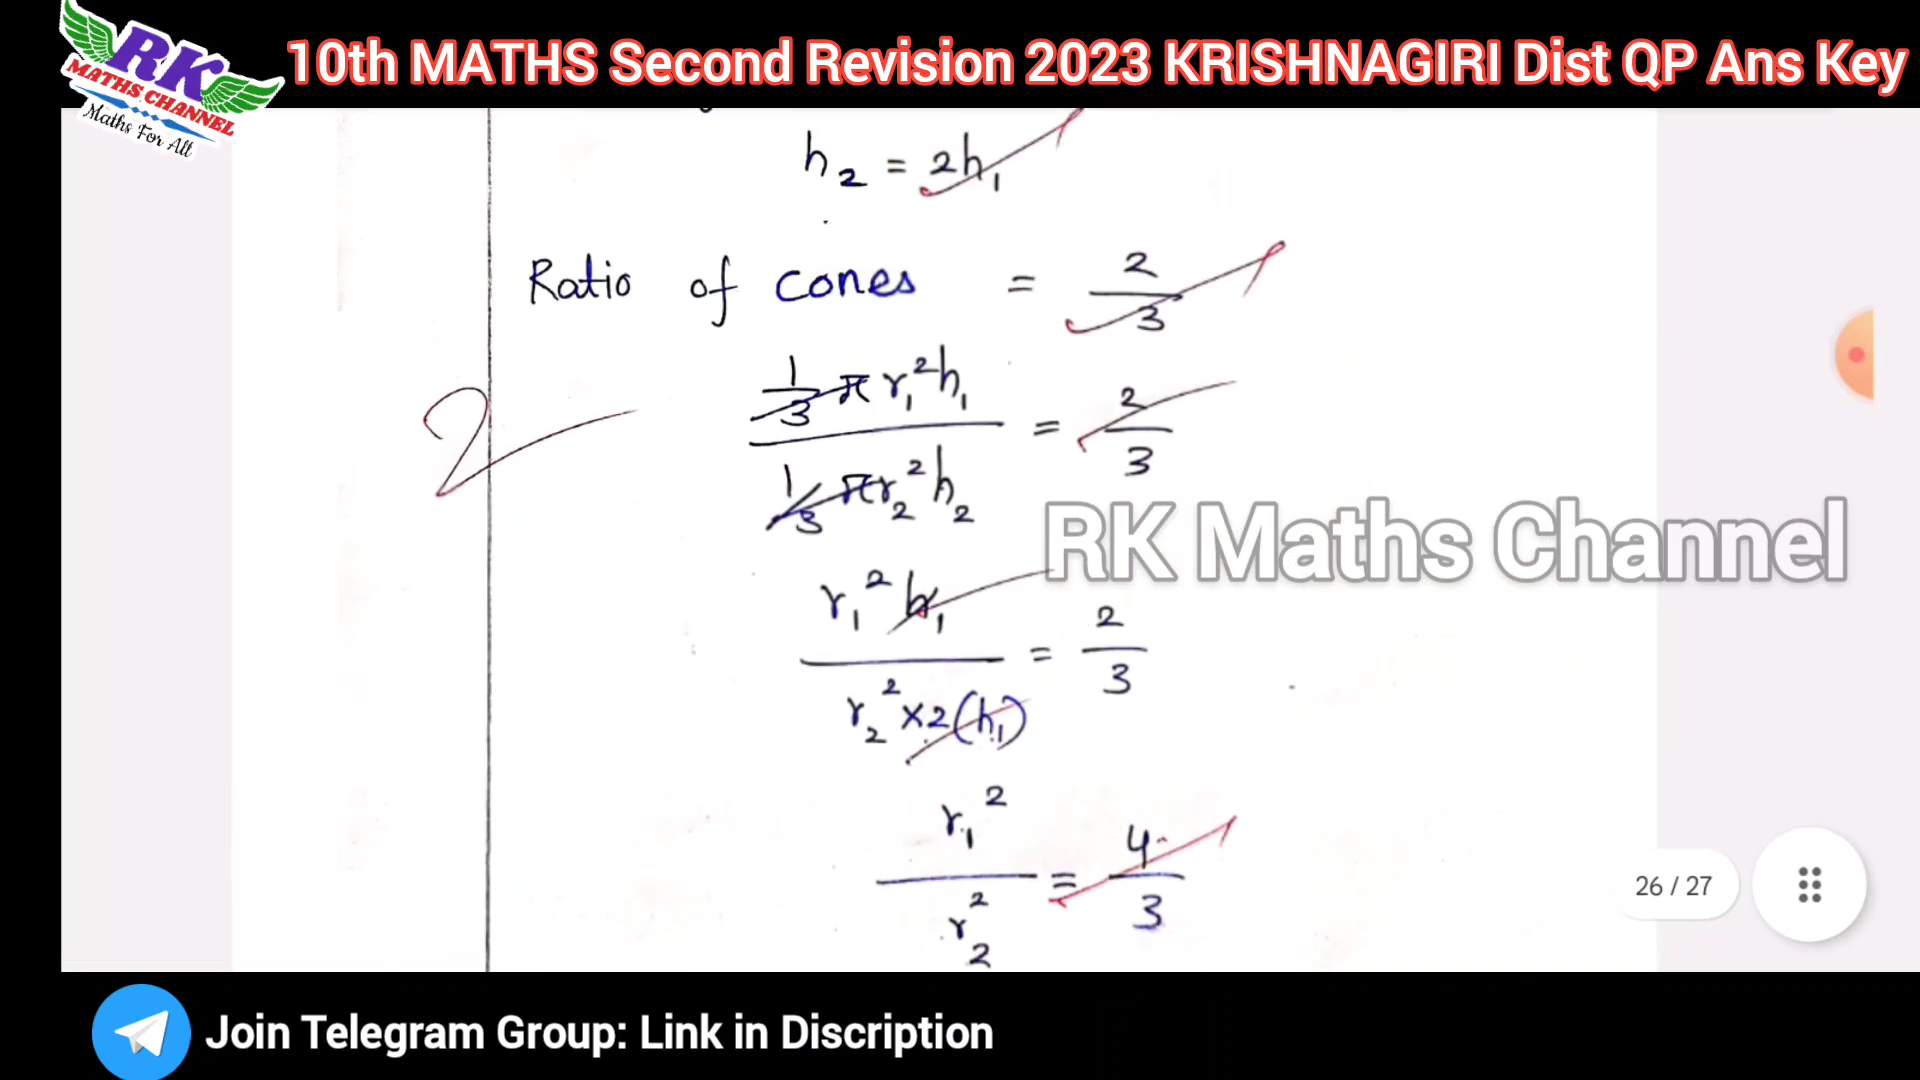 RK
MATHS CHANNEL
Maths For All
10th MATHS Second Revision 2023 KRISHNAGIRI Dist QP Ans Key
h₂ = 2h₁
Ratio of cones = 2/3
(1/3 π r₁²h₁)/(1/3 πr₂²h₂) = 2/3
2
RK Maths Channel
(r₁² h₁)/(r₂² ×2(h₁)) = 2/3
r₁²/r₂² = 4/3
26 / 27
Join Telegram Group: Link in Discription